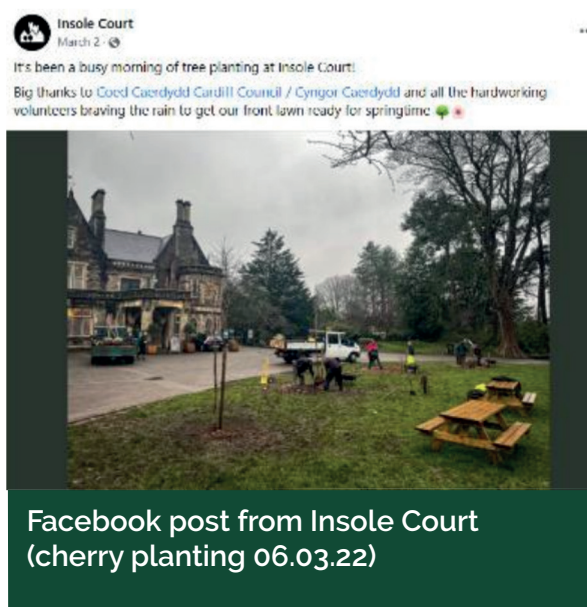 Insole Court
March 2 ·
It's been a busy morning of tree planting at Insole Court!
Big thanks to Coed Caerdydd Cardiff Council / Cyngor Caerdydd and all the hardworking
volunteers braving the rain to get our front lawn ready for springtime
Facebook post from Insole Court
(cherry planting 06.03.22)